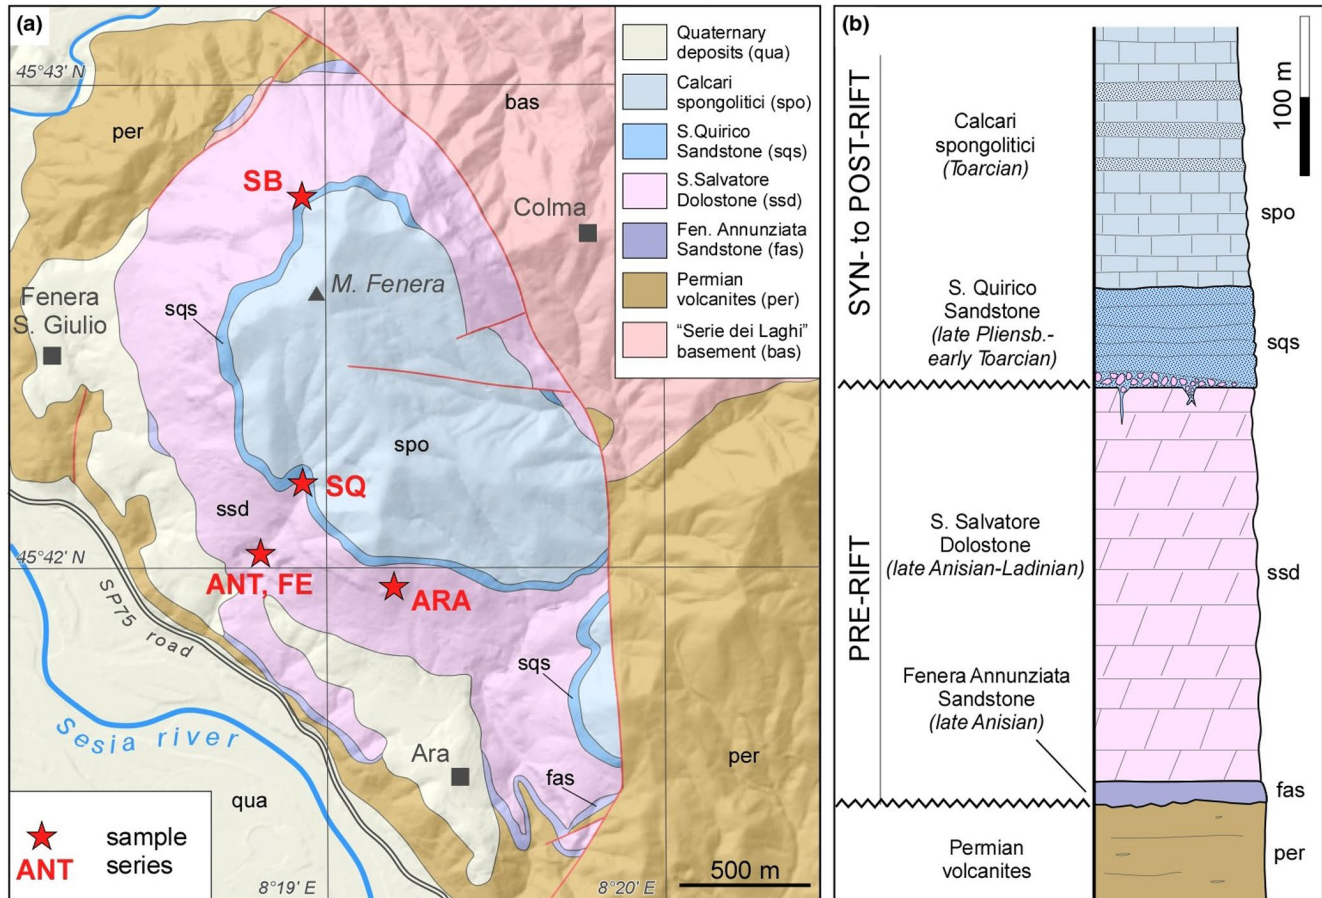 (a)
45°43' N
per
bas
SB
Colma
M. Fenera
Fenera
S. Giulio
sqs
spo
SQ
ssd
45°42' N
ANT, FE
ARA
SP75 road
sqs
Sesia river
Ara
per
fas
qua
ANT
sample
series
8°19' E
8°20' E
500 m
Quaternary
deposits (qua)
Calcari
spongolitici (spo)
S.Quirico
Sandstone (sqs)
S.Salvatore
Dolostone (ssd)
Fen. Annunziata
Sandstone (fas)
Permian
volcanites (per)
“Serie dei Laghi”
basement (bas)
(b)
100 m
SYN- to POST-RIFT
Calcari
spongolitici
(Toarcian)
spo
S. Quirico
Sandstone
(late Pliensb.-
early Toarcian)
sqs
PRE-RIFT
S. Salvatore
Dolostone
(late Anisian-Ladinian)
ssd
Fenera Annunziata
Sandstone
(late Anisian)
fas
Permian
volcanites
per